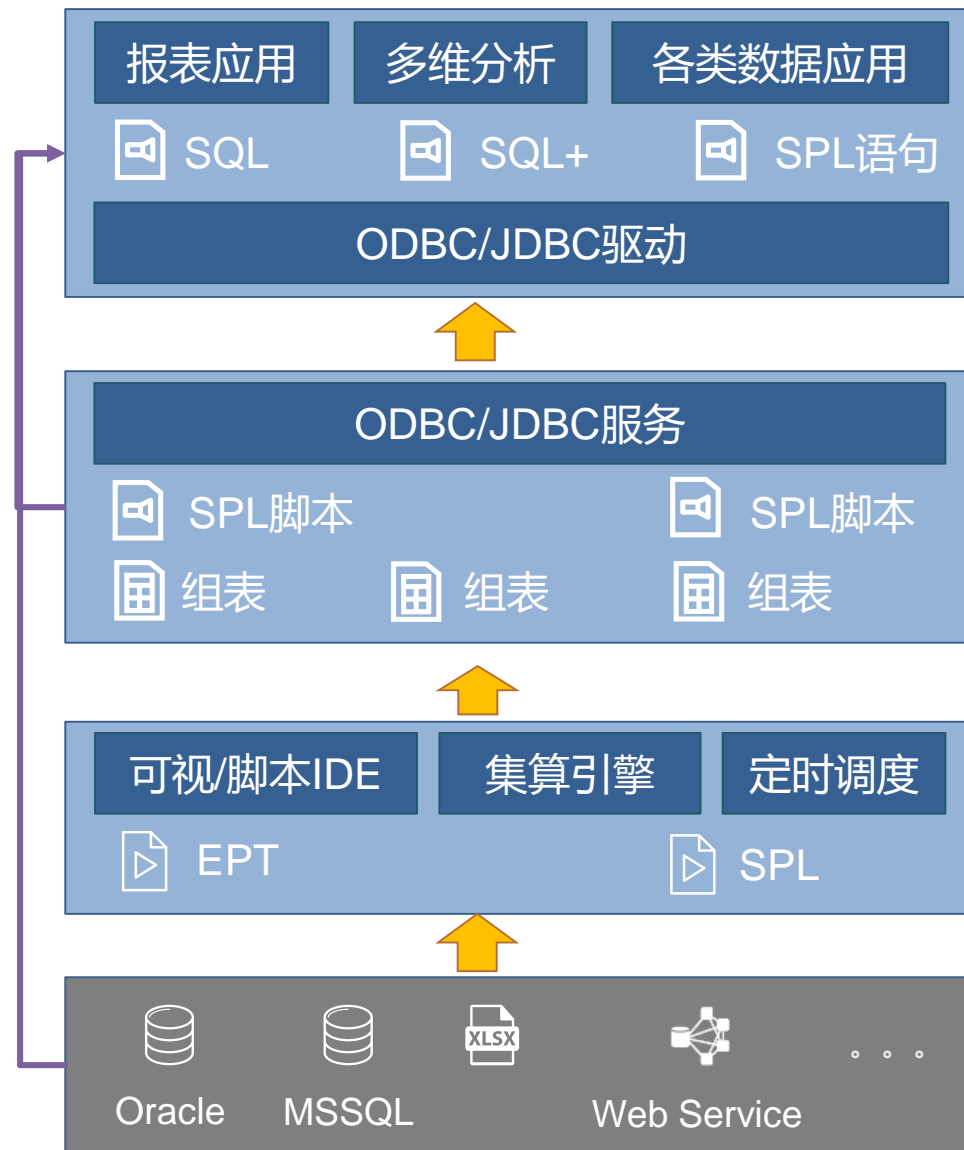 报表应用 多维分析 各类数据应用
SQL SQL+ SPL语句
ODBC/JDBC驱动
ODBC/JDBC服务
SPL脚本 SPL脚本
组表 组表 组表
可视/脚本IDE 集算引擎 定时调度
EPT SPL
XLSX 。。。
Oracle MSSQL Web Service